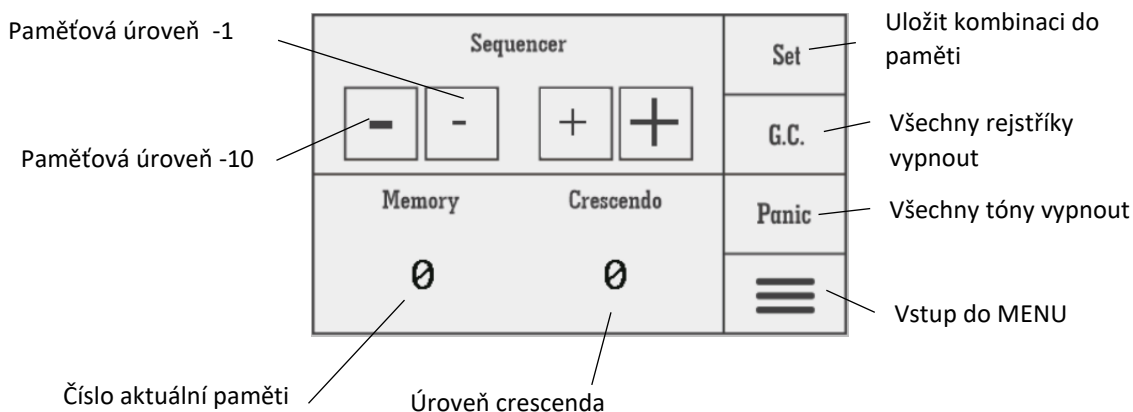 Paměťová úroveň -1
Sequencer
Set
Uložit kombinaci do
paměti
-
-
+
+
G.C.
Všechny rejstříky
vypnout
Paměťová úroveň -10
Memory
Crescendo
Panic
Všechny tóny vypnout
0
0
Vstup do MENU
Číslo aktuální paměti
Úroveň crescenda